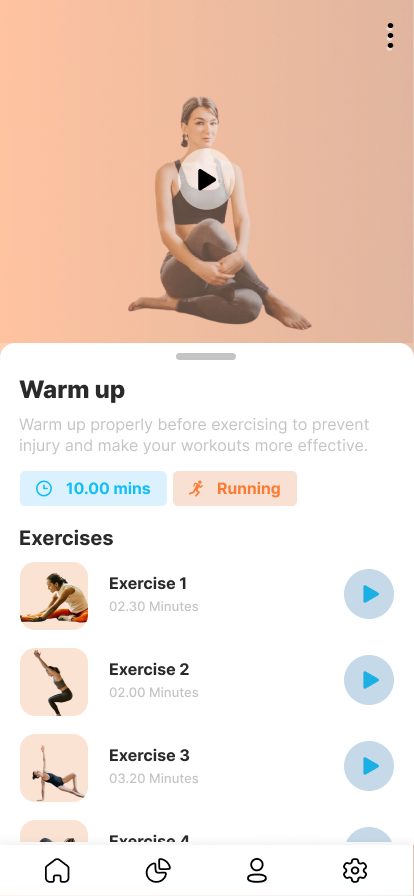 Warm up
Warm up properly before exercising to prevent
injury and make your workouts more effective.
10.00 mins
Running
Exercises
Exercise 1
02.30 Minutes
Exercise 2
02.00 Minutes
Exercise 3
03.20 Minutes
Exercise 4